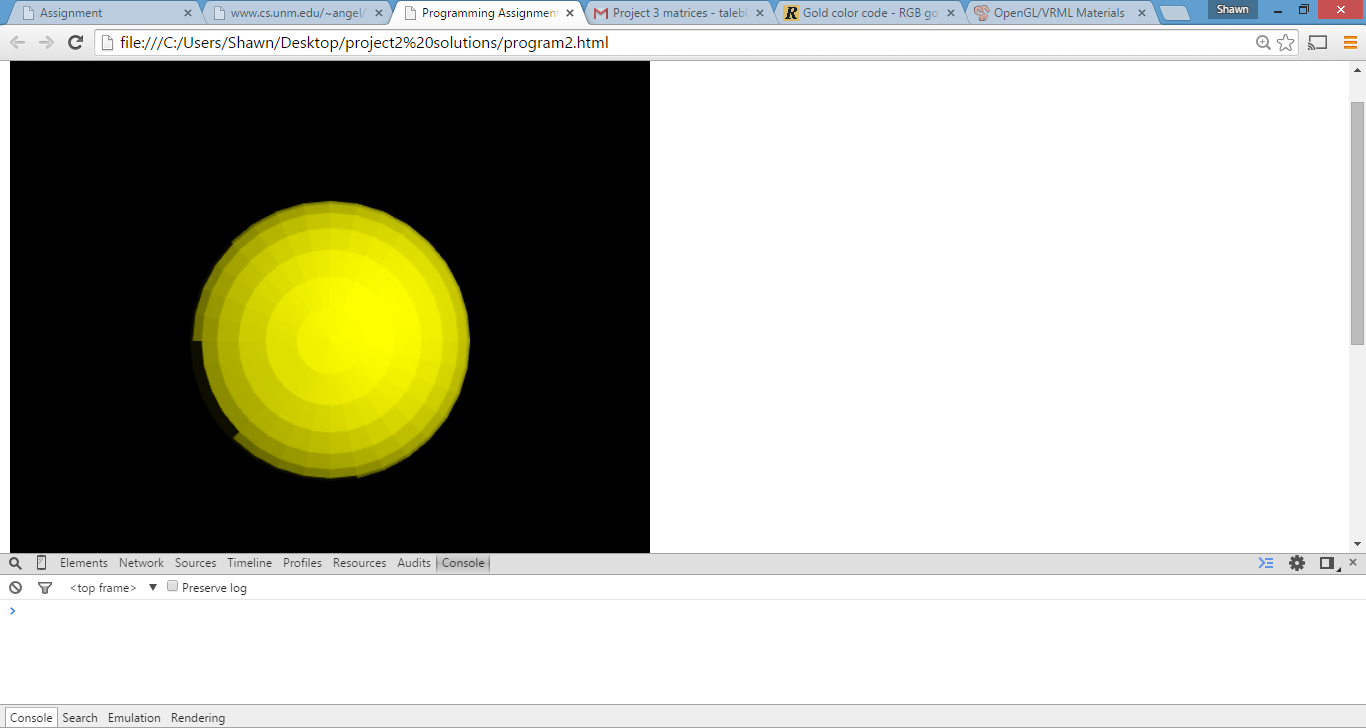 Assignment www.cs.unm.edu/~angel/ Programming Assignment Project 3 matrices - taleb Gold color code - RGB go OpenGL/VRML Materials Shawn
file:///C:/Users/Shawn/Desktop/project2%20solutions/program2.html
Elements Network Sources Timeline Profiles Resources Audits Console
<top frame> ▼ Preserve log
>
Console Search Emulation Rendering